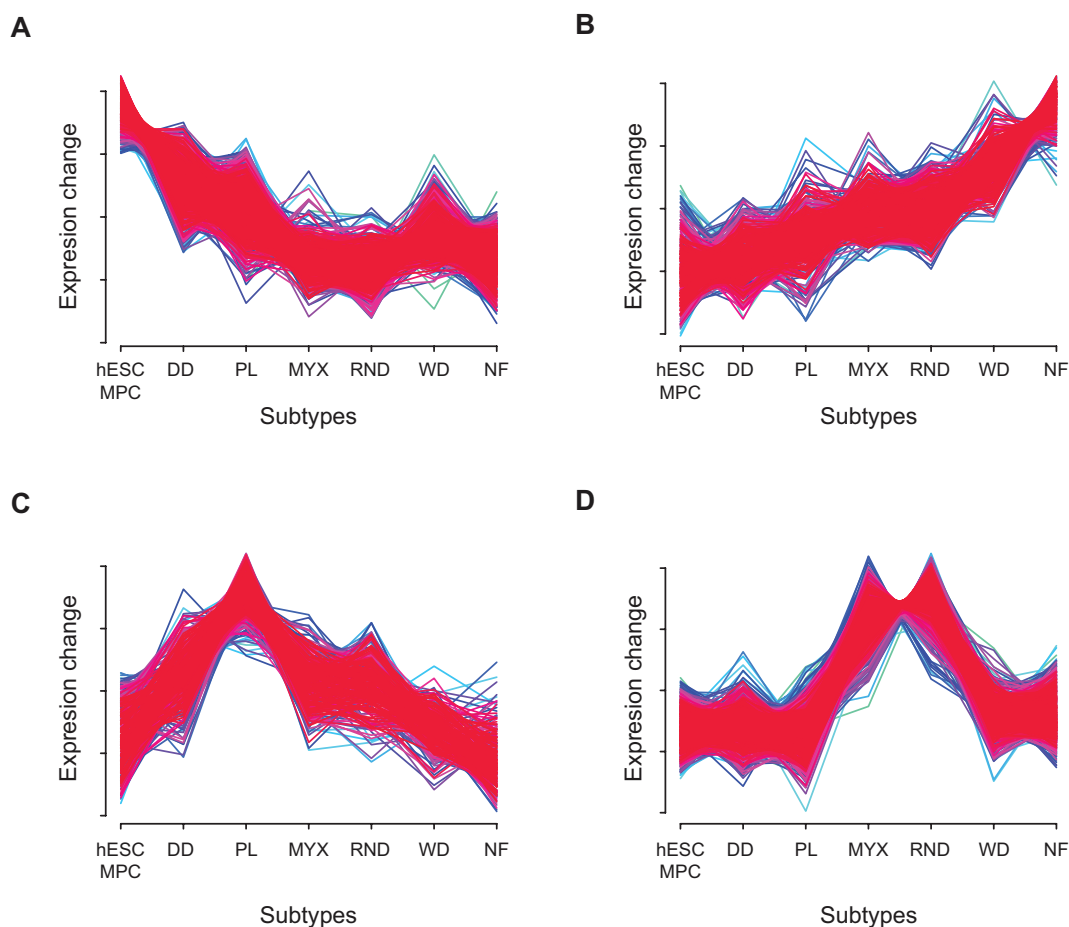 A
B
Expresion change
Expresion change
hESC DD PL MYX RND WD NF
MPC
hESC DD PL MYX RND WD NF
MPC
Subtypes
Subtypes
C
D
Expresion change
Expresion change
hESC DD PL MYX RND WD NF
MPC
hESC DD PL MYX RND WD NF
MPC
Subtypes
Subtypes